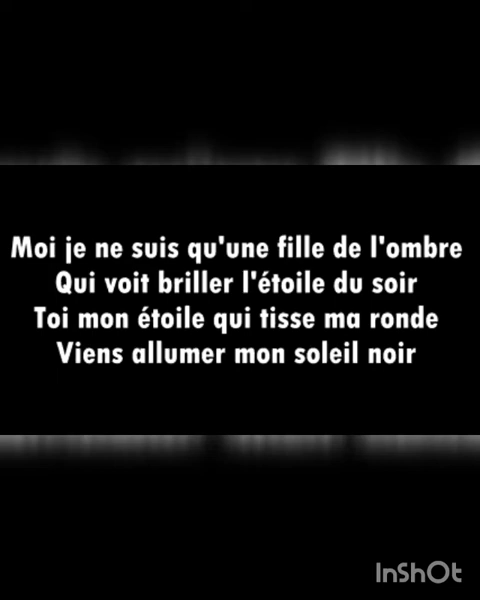 Moi je ne suis qu'une fille de l'ombre
Qui voit briller l'étoile du soir
Toi mon étoile qui tisse ma ronde
Viens allumer mon soleil noir
InShOt